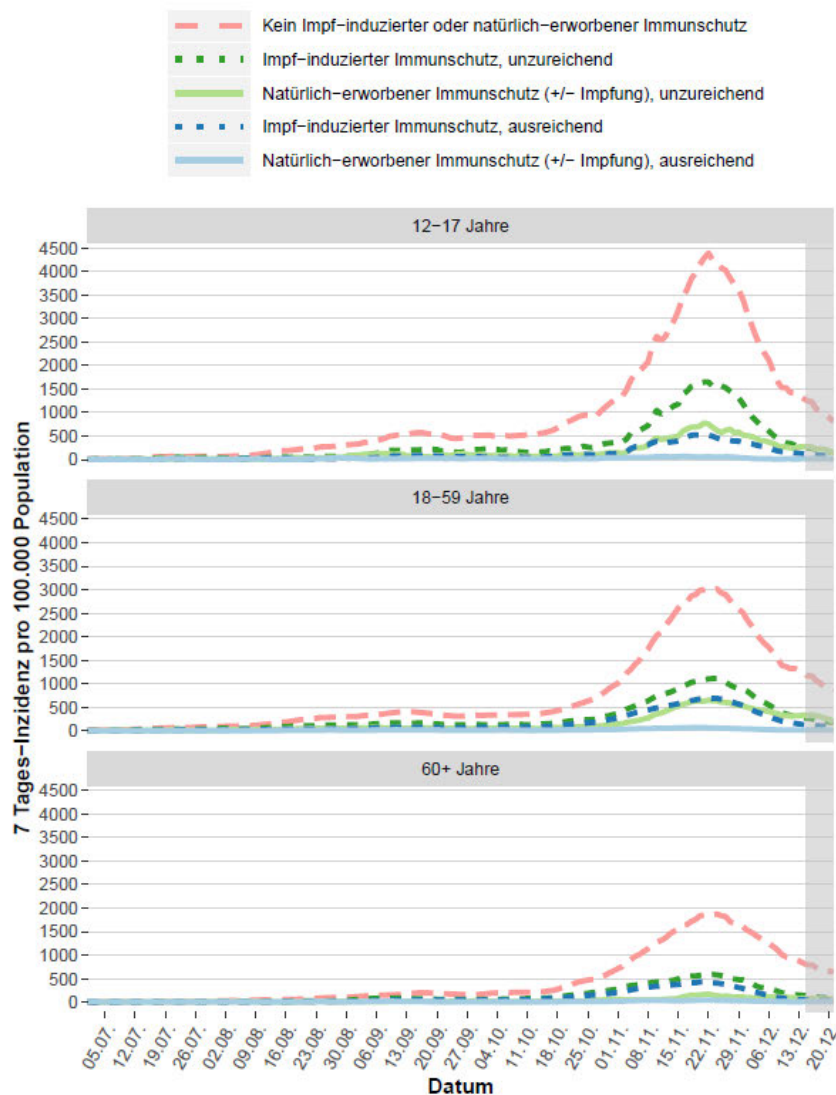 Kein Impf−induzierter oder natürlich−erworbener Immunschutz
Impf−induzierter Immunschutz, unzureichend
Natürlich−erworbener Immunschutz (+/− Impfung), unzureichend
Impf−induzierter Immunschutz, ausreichend
Natürlich−erworbener Immunschutz (+/− Impfung), ausreichend
7 Tages−Inzidenz pro 100.000 Population
12−17 Jahre
4500
4000
3500
3000
2500
2000
1500
1000
500
0
18−59 Jahre
4500
4000
3500
3000
2500
2000
1500
1000
500
0
60+ Jahre
4500
4000
3500
3000
2500
2000
1500
1000
500
0
05.07. 12.07. 19.07. 26.07. 02.08. 09.08. 16.08. 23.08. 30.08. 06.09. 13.09. 20.09. 27.09. 04.10. 11.10. 18.10. 25.10. 01.11. 08.11. 15.11. 22.11. 29.11. 06.12. 13.12. 20.12
Datum